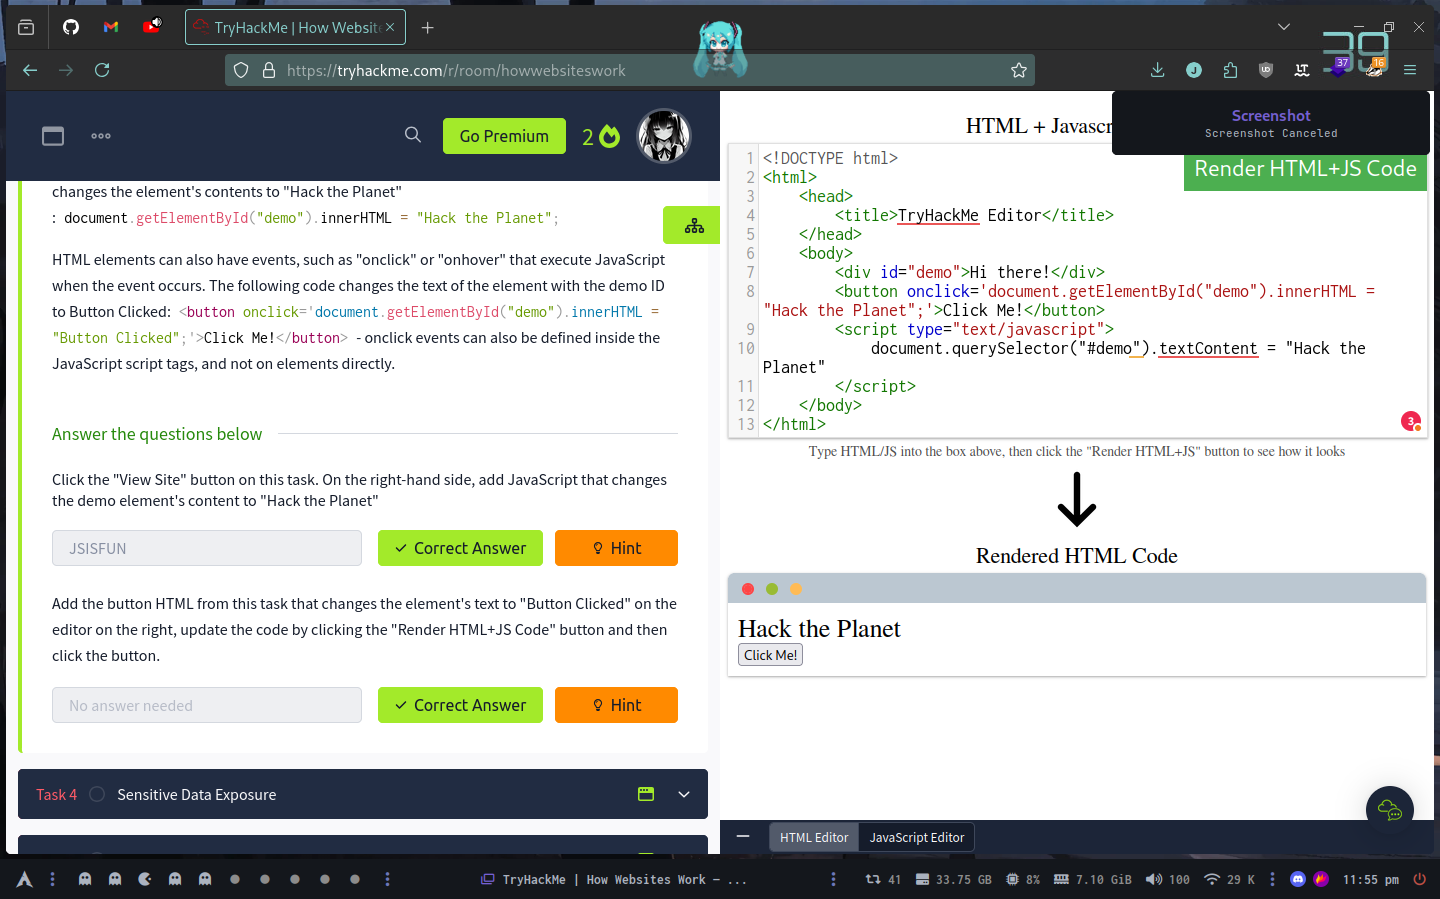 TryHackMe | How Website
39
https://tryhackme.com/r/room/howwebsiteswork
J
UD
LT
37
16
Go Premium
2
Screenshot
Screenshot Canceled
changes the element's contents to "Hack the Planet"
: document.getElementById("demo").innerHTML = "Hack the Planet";
HTML elements can also have events, such as "onclick" or "onhover" that execute JavaScript
when the event occurs. The following code changes the text of the element with the demo ID
to Button Clicked: <button onclick='document.getElementById("demo").innerHTML =
"Button Clicked";'>Click Me!</button> - onclick events can also be defined inside the
JavaScript script tags, and not on elements directly.
Answer the questions below
Click the "View Site" button on this task. On the right-hand side, add JavaScript that changes
the demo element's content to "Hack the Planet"
JSISFUN
Correct Answer
Hint
Add the button HTML from this task that changes the element's text to "Button Clicked" on the
editor on the right, update the code by clicking the "Render HTML+JS Code" button and then
click the button.
No answer needed
Correct Answer
Hint
Task 4
Sensitive Data Exposure
HTML + Javascr
Render HTML+JS Code
1 <!DOCTYPE html>
2 <html>
3 <head>
4 <title>TryHackMe Editor</title>
5 </head>
6 <body>
7 <div id="demo">Hi there!</div>
8 <button onclick='document.getElementById("demo").innerHTML =
"Hack the Planet";'>Click Me!</button>
9 <script type="text/javascript">
10 document.querySelector("#demo").textContent = "Hack the
Planet"
11 </script>
12 </body>
13 </html>
3
Type HTML/JS into the box above, then click the "Render HTML+JS" button to see how it looks
Rendered HTML Code
Hack the Planet
Click Me!
HTML Editor
JavaScript Editor
TryHackMe | How Websites Work — ...
41
33.75 GB
8%
7.10 GiB
100
29 K
11:55 pm